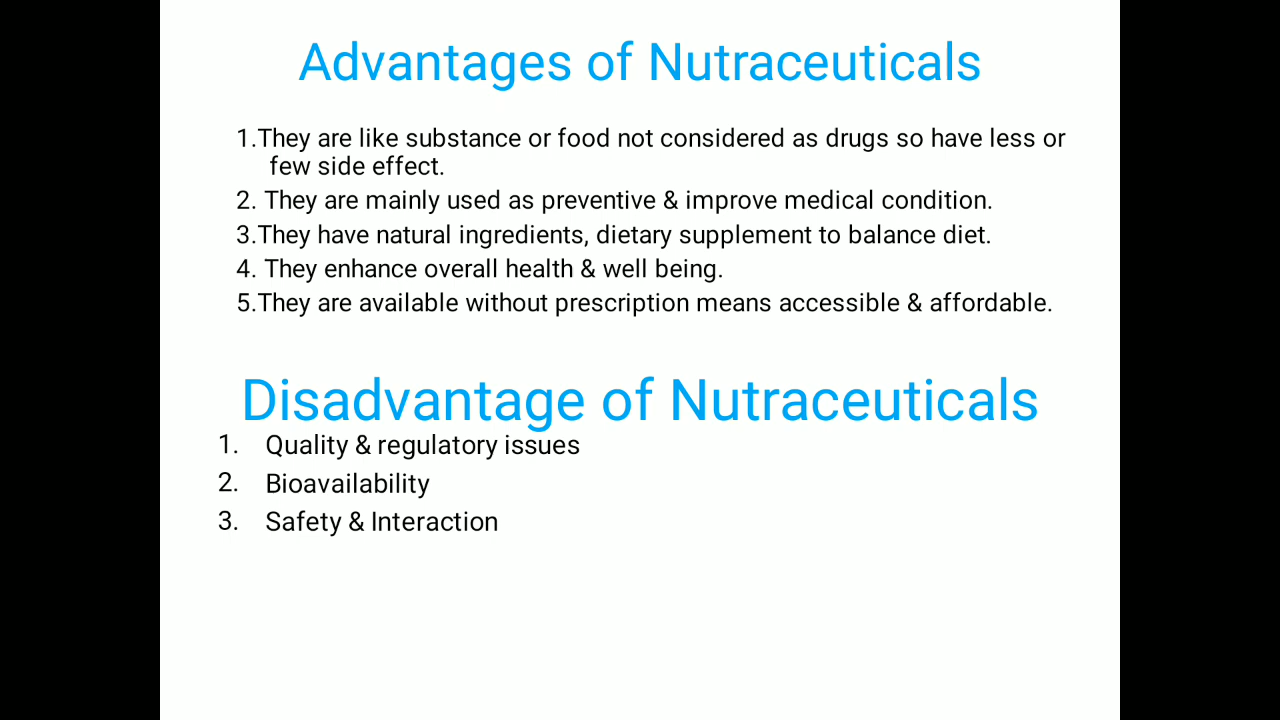 Advantages of Nutraceuticals
1.They are like substance or food not considered as drugs so have less or
few side effect.
2. They are mainly used as preventive & improve medical condition.
3.They have natural ingredients, dietary supplement to balance diet.
4. They enhance overall health & well being.
5.They are available without prescription means accessible & affordable.
Disadvantage of Nutraceuticals
1. Quality & regulatory issues
2. Bioavailability
3. Safety & Interaction